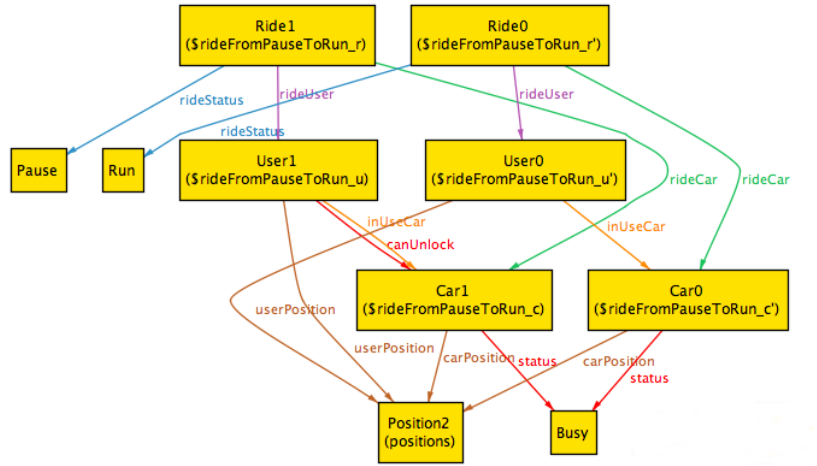 Ride1
($rideFromPauseToRun_r)
Ride0
($rideFromPauseToRun_r')
rideStatus
rideUser
rideUser
rideStatus
Pause
Run
User1
($rideFromPauseToRun_u)
User0
($rideFromPauseToRun_u')
rideCar
rideCar
inUseCar
inUseCar
canUnlock
Car1
($rideFromPauseToRun_c)
Car0
($rideFromPauseToRun_c')
userPosition
userPosition
carPosition
status
carPosition
status
Position2
(positions)
Busy